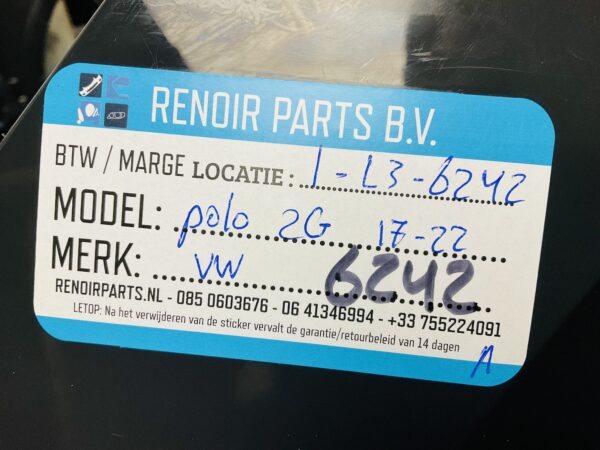 RENOIR PARTS B.V.
BTW / MARGE LOCATIE: 1-L3-6242
MODEL: polo 2G 17-22
MERK: VW 6242
RENOIRPARTS.NL - 085 0603676 - 06 41346994 - +33 755224091
LETOP: Na het verwijderen van de sticker vervalt de garantie/retourbeleid van 14 dagen
A